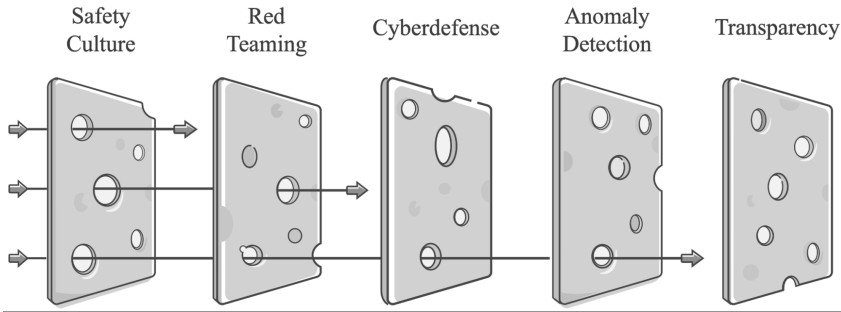 Safety
Culture
Red
Teaming
Cyberdefense
Anomaly
Detection
Transparency